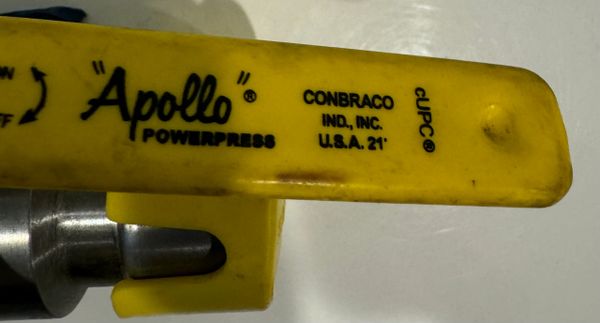 "Apollo"®
POWERPRESS
CONBRACO
IND., INC.
U.S.A. 21'
cUPC®